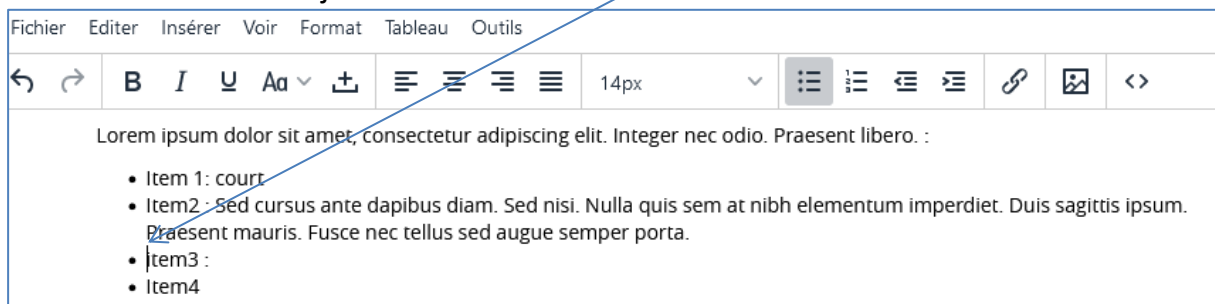 Fichier Editer Insérer Voir Format Tableau Outils
B I U Aa 14px
Lorem ipsum dolor sit amet, consectetur adipiscing elit. Integer nec odio. Praesent libero. :
• Item 1: court
• Item2 : Sed cursus ante dapibus diam. Sed nisi. Nulla quis sem at nibh elementum imperdiet. Duis sagittis ipsum.
Praesent mauris. Fusce nec tellus sed augue semper porta.
• item3 :
• Item4